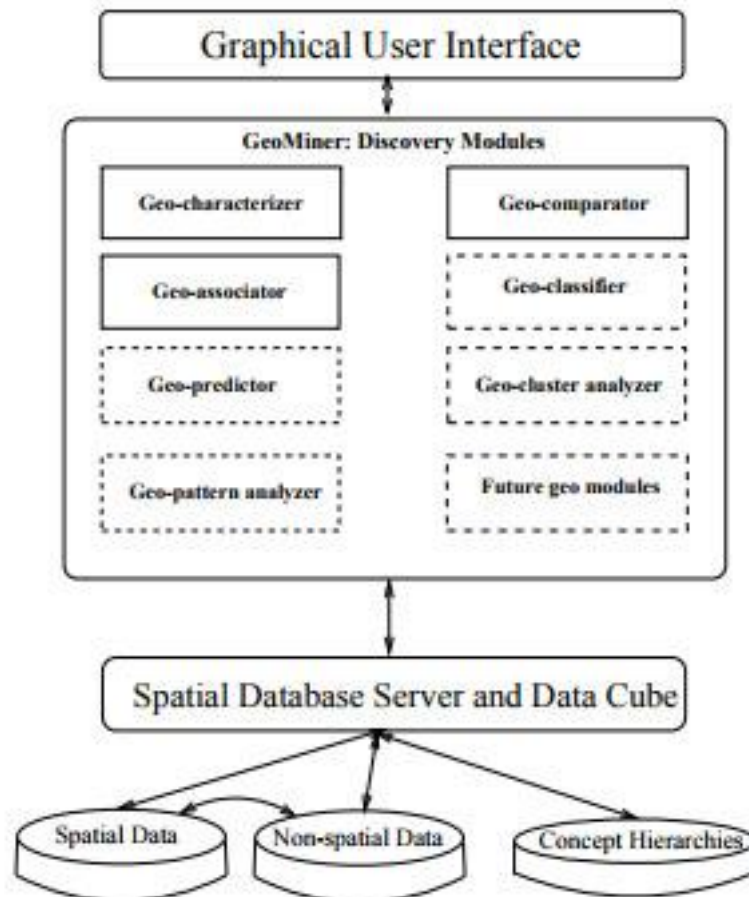 Graphical User Interface
GeoMiner: Discovery Modules
Geo-characterizer
Geo-comparator
Geo-associator
Geo-classifier
Geo-predictor
Geo-cluster analyzer
Geo-pattern analyzer
Future geo modules
Spatial Database Server and Data Cube
Spatial Data
Non-spatial Data
Concept Hierarchies